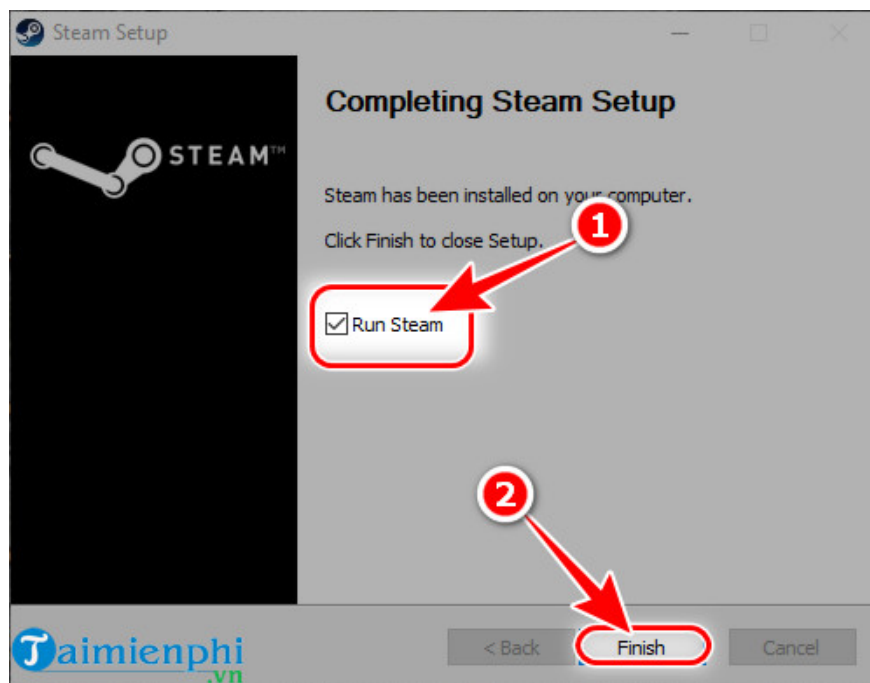 Steam Setup
STEAM™
Completing Steam Setup
Steam has been installed on your computer.
Click Finish to close Setup.
1
Run Steam
2
Taimienphi
.vn
< Back
Finish
Cancel